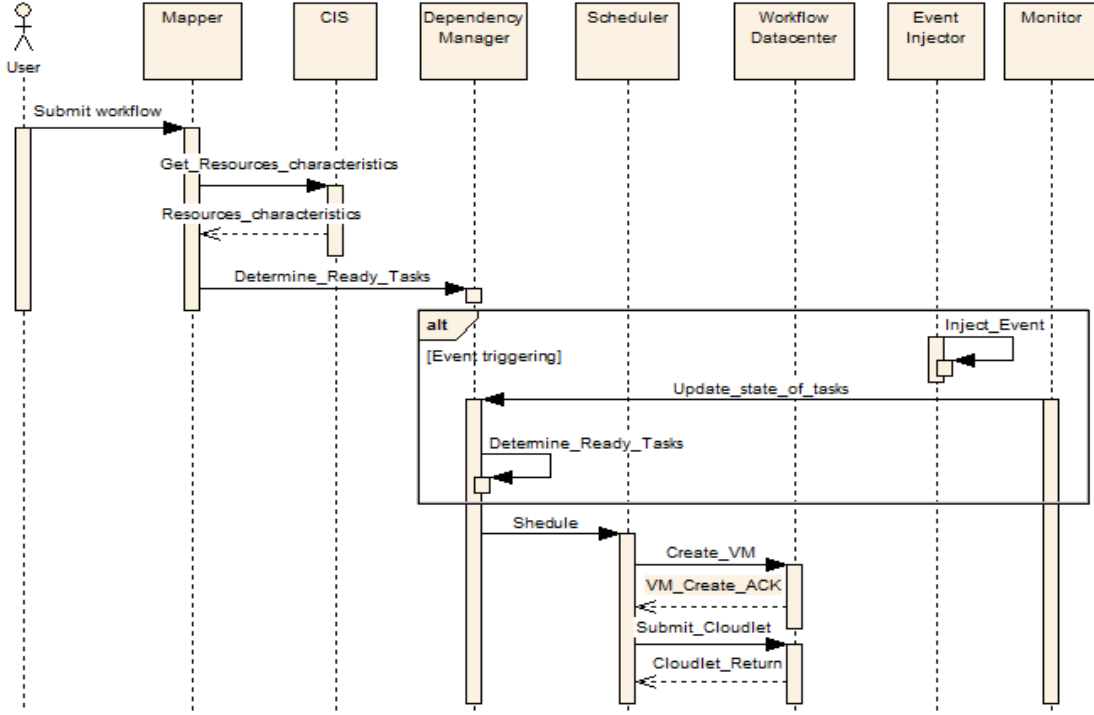 User
Mapper
CIS
Dependency
Manager
Scheduler
Workflow
Datacenter
Event
Injector
Monitor
Submit workflow
Get_Resources_characteristics
Resources_characteristics
Determine_Ready_Tasks
alt
[Event triggering]
Inject_Event
Update_state_of_tasks
Determine_Ready_Tasks
Shedule
Create_VM
VM_Create_ACK
Submit_Cloudlet
Cloudlet_Return